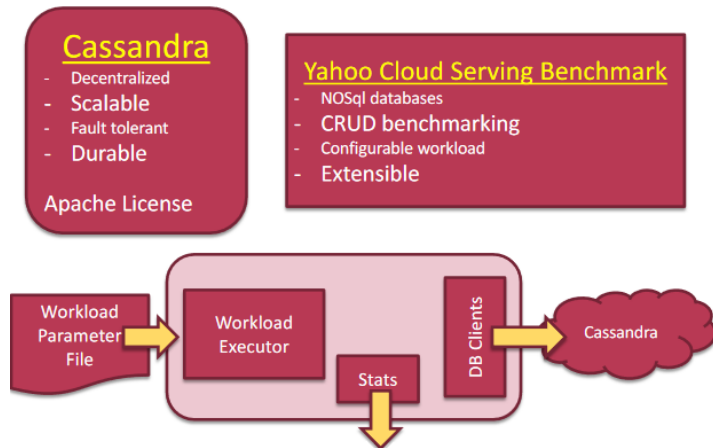 Cassandra
- Decentralized
- Scalable
- Fault tolerant
- Durable
Apache License
Yahoo Cloud Serving Benchmark
- NOSql databases
- CRUD benchmarking
- Configurable workload
- Extensible
Workload
Parameter
File
Workload
Executor
Stats
DB Clients
Cassandra